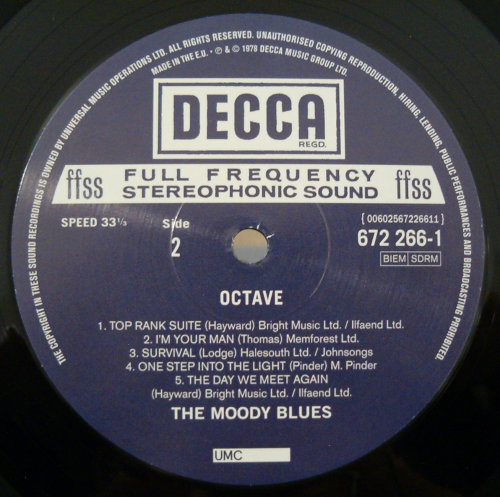 THE COPYRIGHT IN THESE SOUND RECORDINGS IS OWNED BY UNIVERSAL MUSIC OPERATIONS LTD. ALL RIGHTS RESERVED. UNAUTHORISED COPYING REPRODUCTION, HIRING, LENDING, PUBLIC PERFORMANCES AND BROADCASTING PROHIBITED.
MADE IN THE E.U. • ℗ & © 1978 DECCA MUSIC GROUP LTD.
DECCA
REGD.
ffss FULL FREQUENCY STEREOPHONIC SOUND ffss
SPEED 33⅓
Side
2
{00602567226611}
672 266-1
BIEM SDRM
OCTAVE
1. TOP RANK SUITE (Hayward) Bright Music Ltd. / Ilfaend Ltd.
2. I'M YOUR MAN (Thomas) Memforest Ltd.
3. SURVIVAL (Lodge) Halesouth Ltd. / Johnsongs
4. ONE STEP INTO THE LIGHT (Pinder) M. Pinder
5. THE DAY WE MEET AGAIN
(Hayward) Bright Music Ltd. / Ilfaend Ltd.
THE MOODY BLUES
UMC